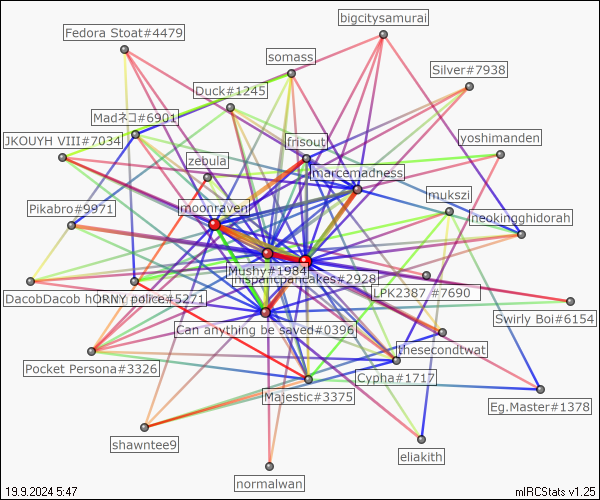 bigcitysamurai
Fedora Stoat#4479
somass
Silver#7938
Duck#1245
Madネコ#6901
JKOUYH VIII#7034
frisout
yoshimanden
zebula
marcemadness
mukszi
Pikabro#9971
moonraven
neokingghidorah
Mushy#1984
hispanicpancakes#2928
DacobDacob
hORNY police#5271
LPK2387 #7690
Swirly Boi#6154
Can anything be saved#0396
thesecondtwat
Pocket Persona#3326
Cypha#1717
Majestic#3375
Eg.Master#1378
shawntee9
eliakith
normalwan
19.9.2024 5:47
mIRCStats v1.25